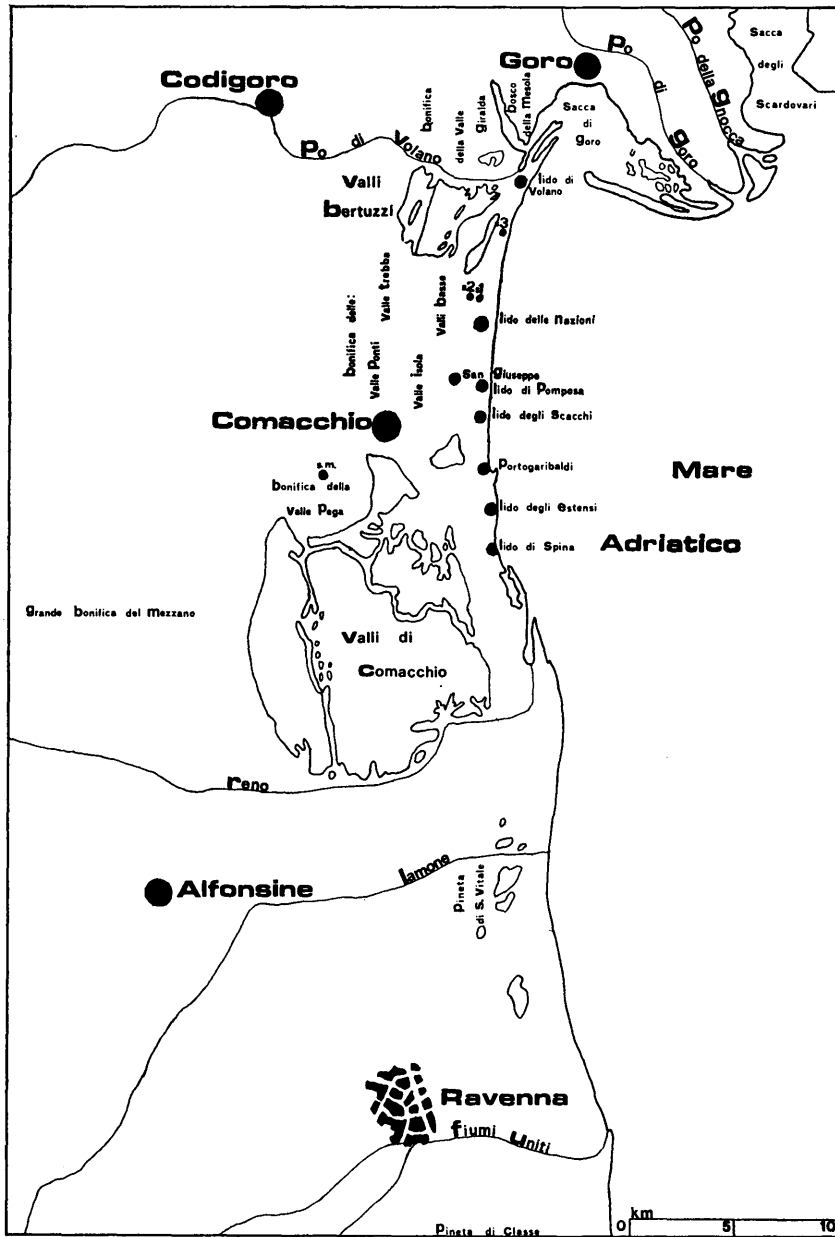 Goro
Codigoro
Po
di
goro
Po della gnocca
Sacca
degli
Scardovari
bonifica
della Valle
giralda
bosco
della Mesola
Sacca
di
goro
Po di Volano
lido di
Volano
Valli
bertuzzi
3
bonifica delle:
Valle Ponti
Valle trebba
Valle isola
Valli basse
lido delle nazioni
San giuseppe
lido di Pompesa
lido degli Scacchi
Comacchio
s.m.
bonifica della
Valle Pega
Portogaribaldi
Mare
lido degli estensi
lido di Spina
Adriatico
grande bonifica del mezzano
Valli di
Comacchio
reno
lamone
Alfonsine
Pineta
di S. Vitale
Ravenna
fiumi uniti
Pineta di Classe
km
0 5 10